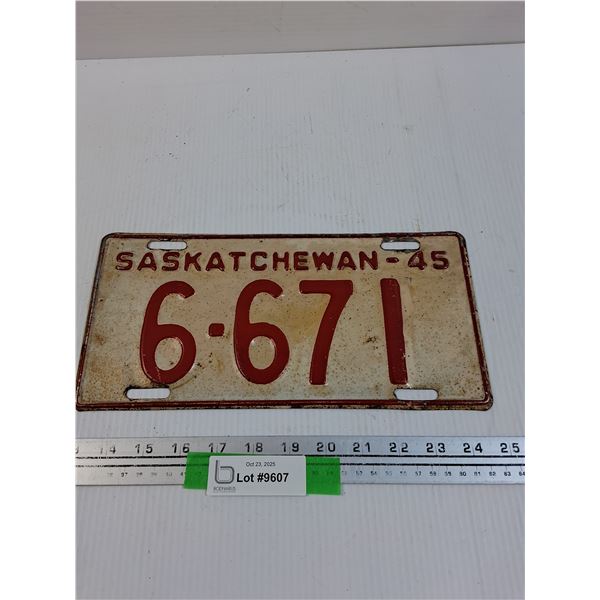 SASKATCHEWAN-45
6·671
14 15 16 17 18 19 20 21 22 23 24 25
Oct 23, 2025
Lot #9607
BODNARUS